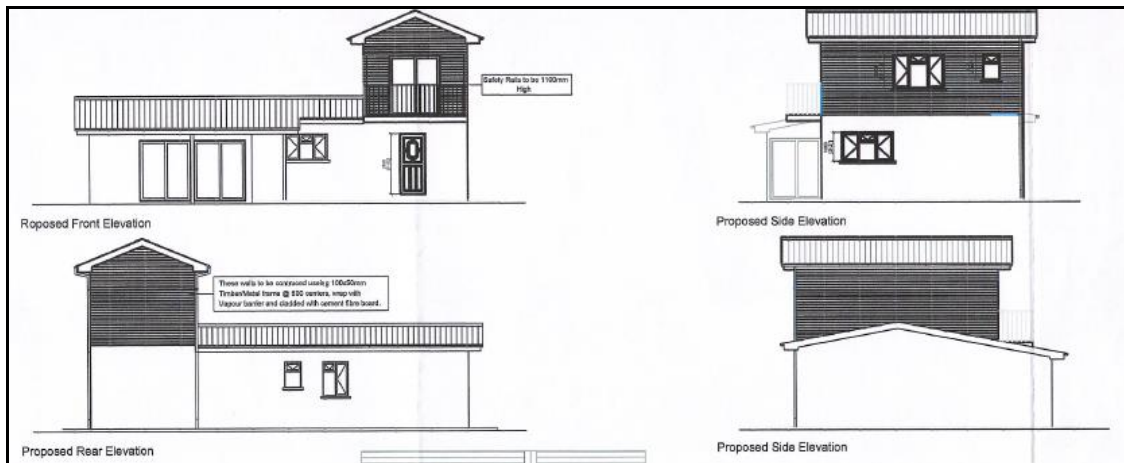 Safety Rails to be 1100mm
High
Roposed Front Elevation
Proposed Side Elevation
These walls to be using 100x50mm
Timber/Metal frame @ 600 centers, wrap with
Vapour barrier and cladded with cement fibre board.
Proposed Rear Elevation
Proposed Side Elevation